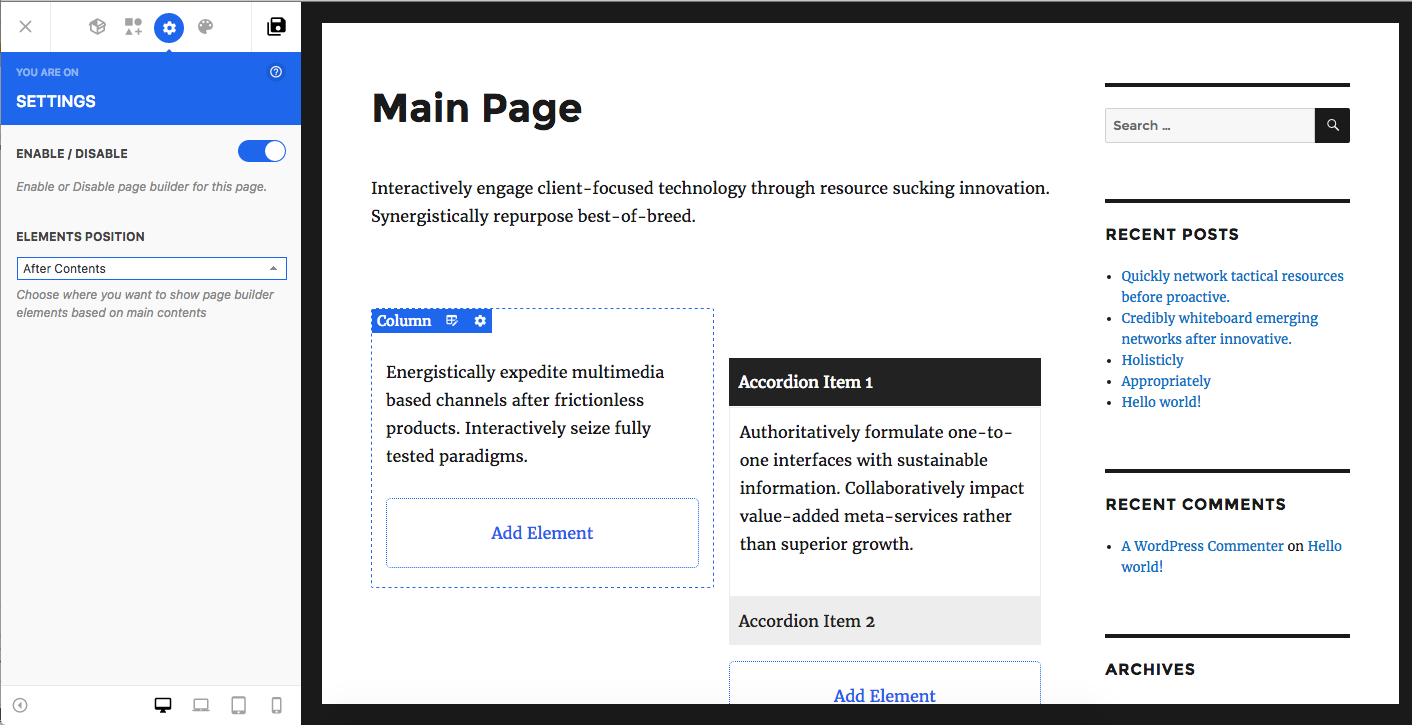 YOU ARE ON
SETTINGS
ENABLE / DISABLE
Enable or Disable page builder for this page.
ELEMENTS POSITION
After Contents
Choose where you want to show page builder
elements based on main contents
Main Page
Interactively engage client-focused technology through resource sucking innovation.
Synergistically repurpose best-of-breed.
Column
Energistically expedite multimedia
based channels after frictionless
products. Interactively seize fully
tested paradigms.
Add Element
Accordion Item 1
Authoritatively formulate one-to-
one interfaces with sustainable
information. Collaboratively impact
value-added meta-services rather
than superior growth.
Accordion Item 2
Add Element
Search …
RECENT POSTS
Quickly network tactical resources
before proactive.
Credibly whiteboard emerging
networks after innovative.
Holisticly
Appropriately
Hello world!
RECENT COMMENTS
A WordPress Commenter on Hello
world!
ARCHIVES